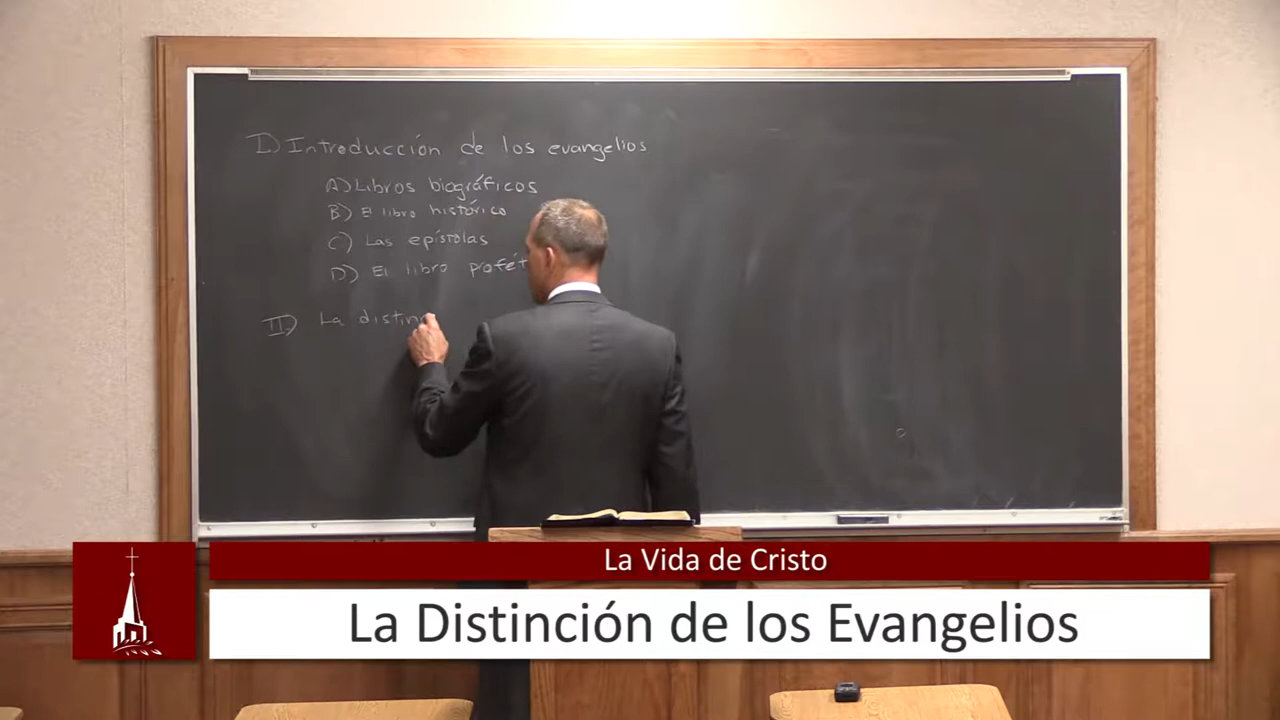 I.) Introducción de los evangelios
A) Libros biográficos
B) El libro histórico
C) Las epístolas
D) El libro profét
II.) La distin
La Vida de Cristo
La Distinción de los Evangelios